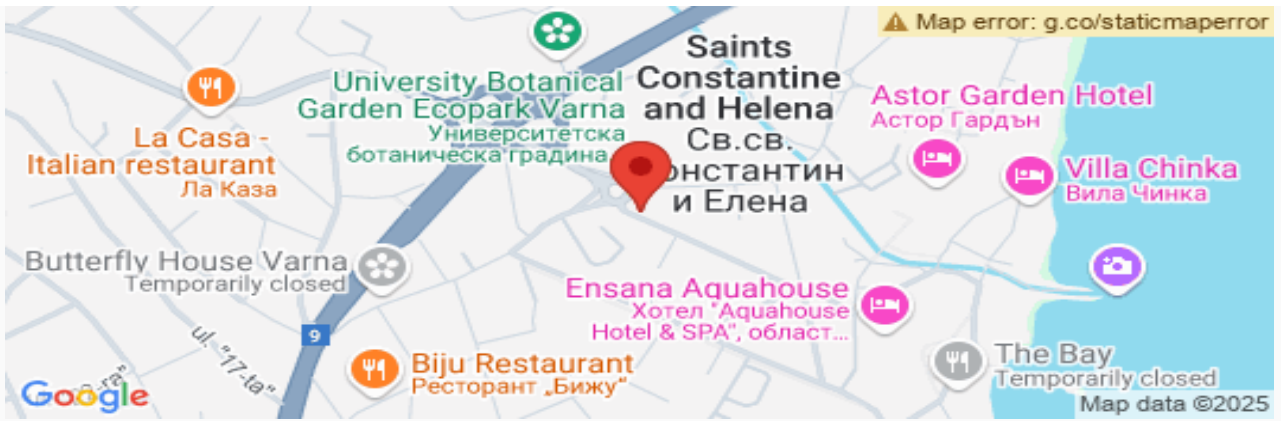 Map error: g.co/staticmaperror
Saints
Constantine
and Helena
Св.св.
онстантин
и Елена
University Botanical
Garden Ecopark Varna
Университетска
ботаническа градина
La Casa -
Italian restaurant
Ла Каза
Astor Garden Hotel
Астор Гардън
Villa Chinka
Вила Чинка
Butterfly House Varna
Temporarily closed
Ensana Aquahouse
Хотел "Aquahouse
Hotel & SPA", област...
9
ul. "17-ta"
Biju Restaurant
Ресторант „Бижу“
The Bay
Temporarily closed
Google
Map data ©2025